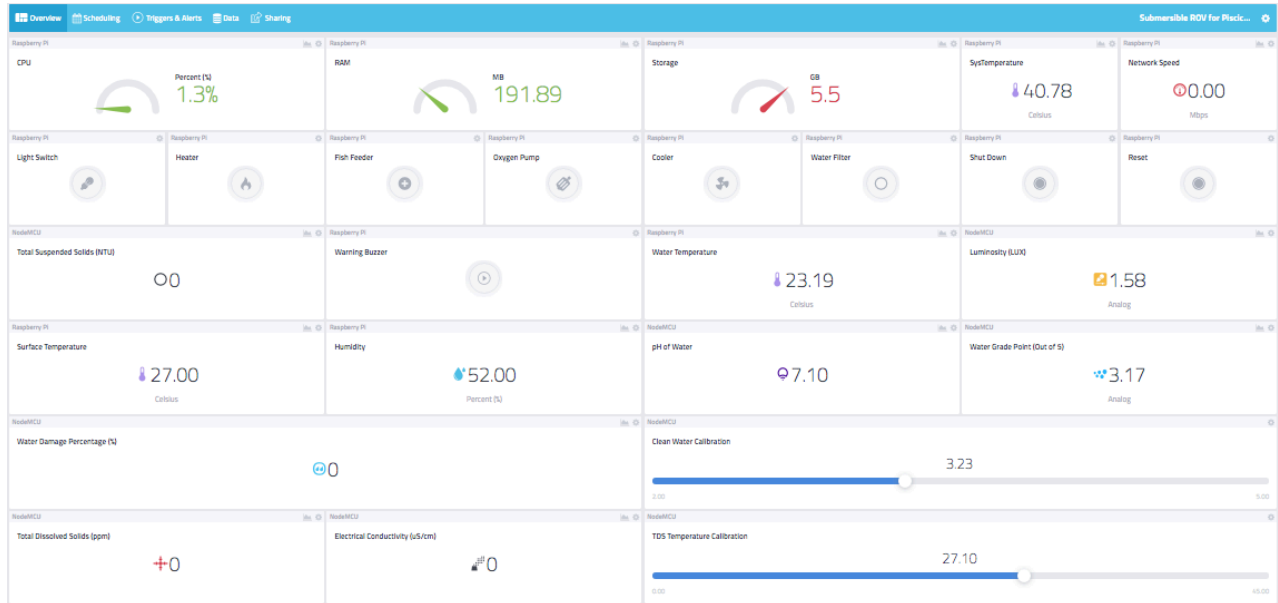 Overview Scheduling Triggers & Alerts Data Sharing Submersible ROV for Piscic...
Raspberry Pi Raspberry Pi Raspberry Pi Raspberry Pi Raspberry Pi
CPU RAM Storage SysTemperature Network Speed
Percent (%) MB GB
1.3% 191.89 5.5 40.78 0.00
Celsius Mbps
Raspberry Pi Raspberry Pi Raspberry Pi Raspberry Pi Raspberry Pi Raspberry Pi Raspberry Pi Raspberry Pi
Light Switch Heater Fish Feeder Oxygen Pump Cooler Water Filter Shut Down Reset
NodeMCU Raspberry Pi Raspberry Pi NodeMCU
Total Suspended Solids (NTU) Warning Buzzer Water Temperature Luminosity (LUX)
0 23.19 1.58
Celsius Analog
Raspberry Pi Raspberry Pi NodeMCU NodeMCU
Surface Temperature Humidity pH of Water Water Grade Point (Out of 5)
27.00 52.00 7.10 3.17
Celsius Percent (%) Analog
NodeMCU NodeMCU
Water Damage Percentage (%) Clean Water Calibration
0 3.23
2.00 5.00
NodeMCU NodeMCU NodeMCU
Total Dissolved Solids (ppm) Electrical Conductivity (uS/cm) TDS Temperature Calibration
0 0 27.10
0.00 45.00